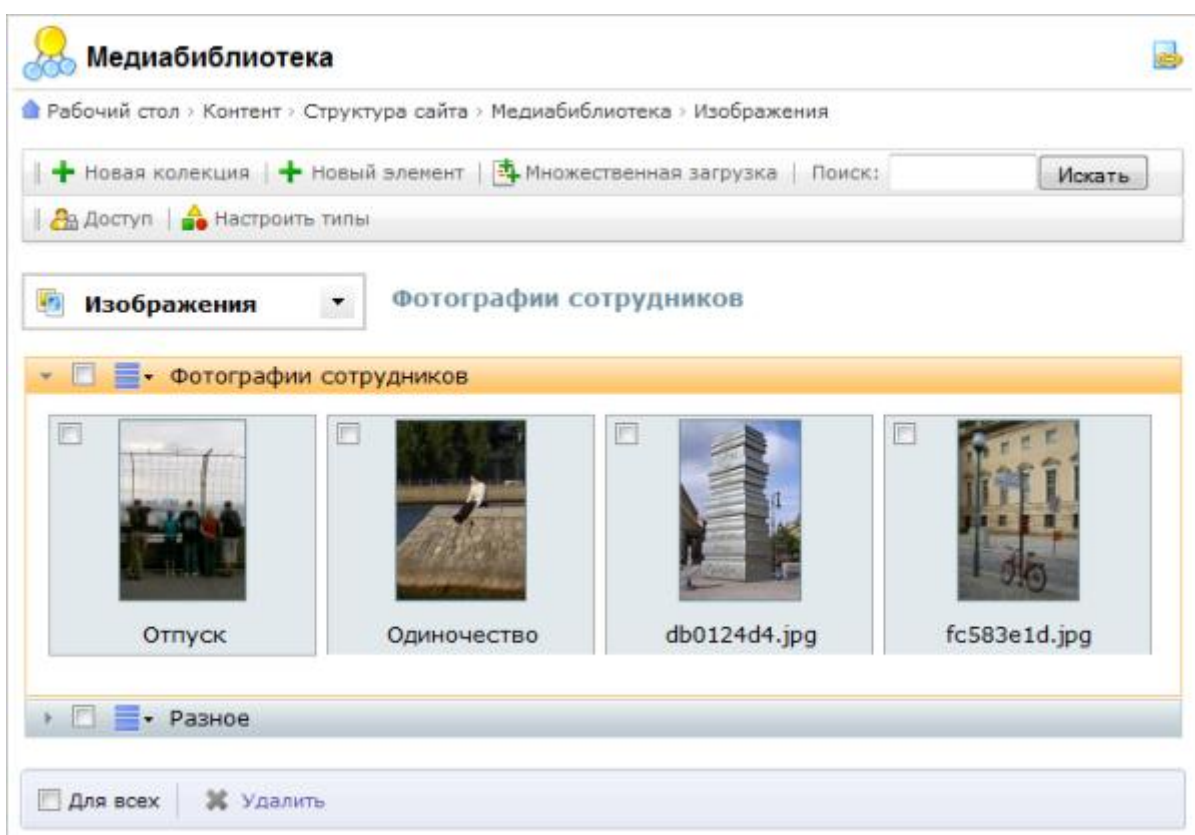 Медиабиблиотека
Рабочий стол › Контент › Структура сайта › Медиабиблиотека › Изображения
Новая колекция | Новый элемент | Множественная загрузка | Поиск: Искать
Доступ | Настроить типы
Изображения Фотографии сотрудников
Фотографии сотрудников
Отпуск Одиночество db0124d4.jpg fc583e1d.jpg
Разное
Для всех Удалить